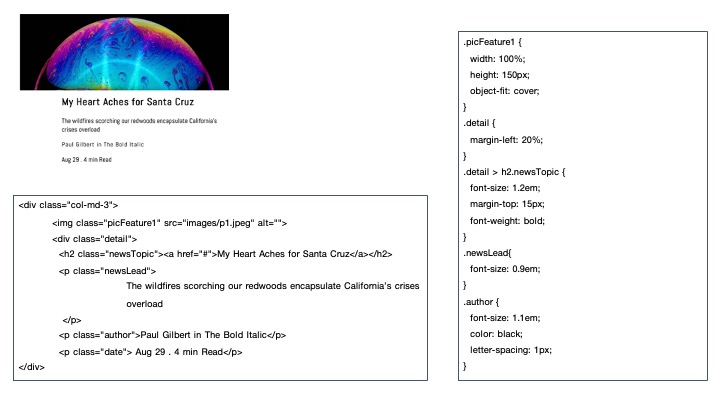 My Heart Aches for Santa Cruz
The wildfires scorching our redwoods encapsulate California's
crises overload
Paul Gilbert in The Bold Italic
Aug 29 . 4 min Read
<div class="col-md-3">
<img class="picFeature1" src="images/p1.jpeg" alt="">
<div class="detail">
<h2 class="newsTopic"><a href="#">My Heart Aches for Santa Cruz</a></h2>
<p class="newsLead">
The wildfires scorching our redwoods encapsulate California's crises
overload
</p>
<p class="author">Paul Gilbert in The Bold Italic</p>
<p class="date"> Aug 29 . 4 min Read</p>
</div>
.picFeature1 {
width: 100%;
height: 150px;
object-fit: cover;
}
.detail {
margin-left: 20%;
}
.detail > h2.newsTopic {
font-size: 1.2em;
margin-top: 15px;
font-weight: bold;
}
.newsLead{
font-size: 0.9em;
}
.author {
font-size: 1.1em;
color: black;
letter-spacing: 1px;
}